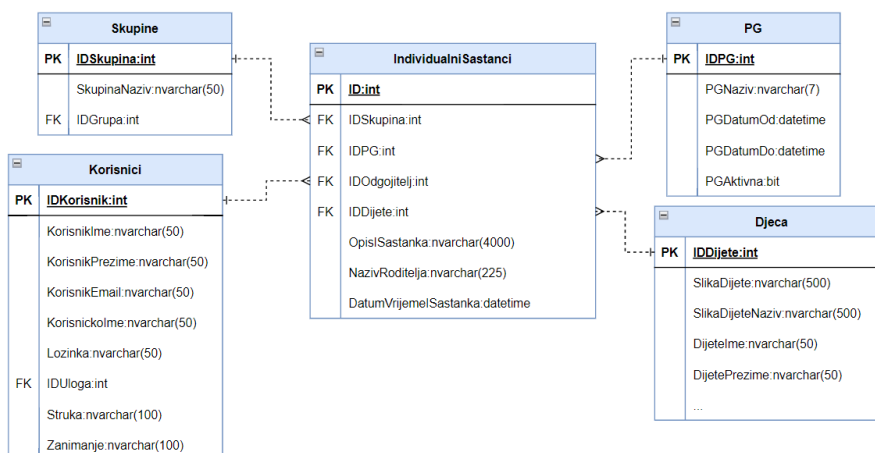 Skupine
PK IDSkupina:int
SkupinaNaziv:nvarchar(50)
FK IDGrupa:int
Korisnici
PK IDKorisnik:int
KorisnikIme:nvarchar(50)
KorisnikPrezime:nvarchar(50)
KorisnikEmail:nvarchar(50)
KorisnickoIme:nvarchar(50)
Lozinka:nvarchar(50)
FK IDUloga:int
Struka:nvarchar(100)
Zanimanje:nvarchar(100)
IndividualniSastanci
PK ID:int
FK IDSkupina:int
FK IDPG:int
FK IDOdgojitelj:int
FK IDDijete:int
OpisISastanka:nvarchar(4000)
NazivRoditelja:nvarchar(225)
DatumVrijemeISastanka:datetime
PG
PK IDPG:int
PGNaziv:nvarchar(7)
PGDatumOd:datetime
PGDatumDo:datetime
PGAktivna:bit
Djeca
PK IDDijete:int
SlikaDijete:nvarchar(500)
SlikaDijeteNaziv:nvarchar(500)
DijeteIme:nvarchar(50)
DijetePrezime:nvarchar(50)
...